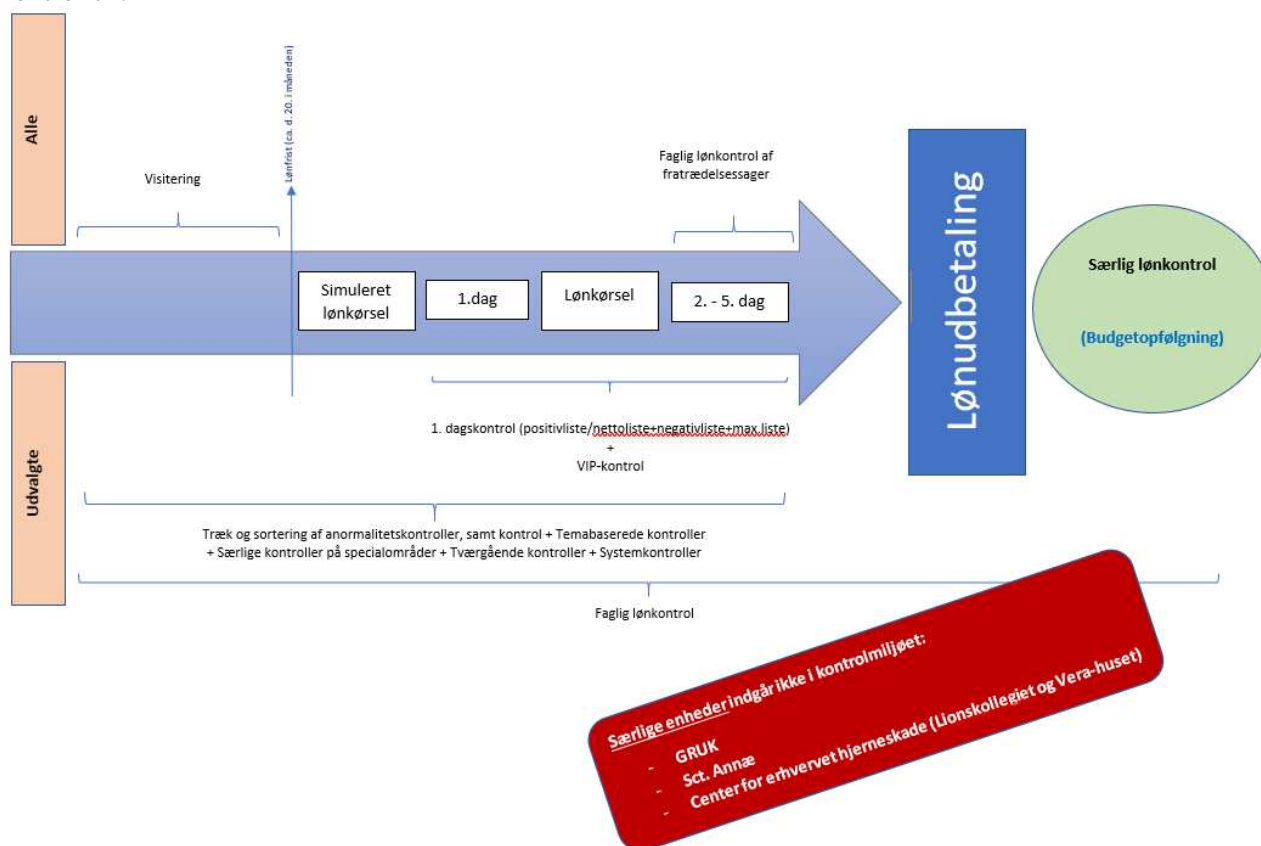 Alle
Visitering
Lønfrist (ca. d. 20. i måneden)
Faglig lønkontrol af
fratrædelsessager
Simuleret
lønkørsel
1.dag
Lønkørsel
2. - 5. dag
Lønudbetaling
Særlig lønkontrol
(Budgetopfølgning)
Udvalgte
1. dagskontrol (positivliste/nettoliste+negativliste+max.liste)
+
VIP-kontrol
Træk og sortering af anormalitetskontroller, samt kontrol + Temabaserede kontroller
+ Særlige kontroller på specialområder + Tværgående kontroller + Systemkontroller
Faglig lønkontrol
Særlige enheder indgår ikke i kontrolmiljøet:
- GRUK
- Sct. Annæ
- Center for erhvervet hjerneskade (Lionskollegiet og Vera-huset)